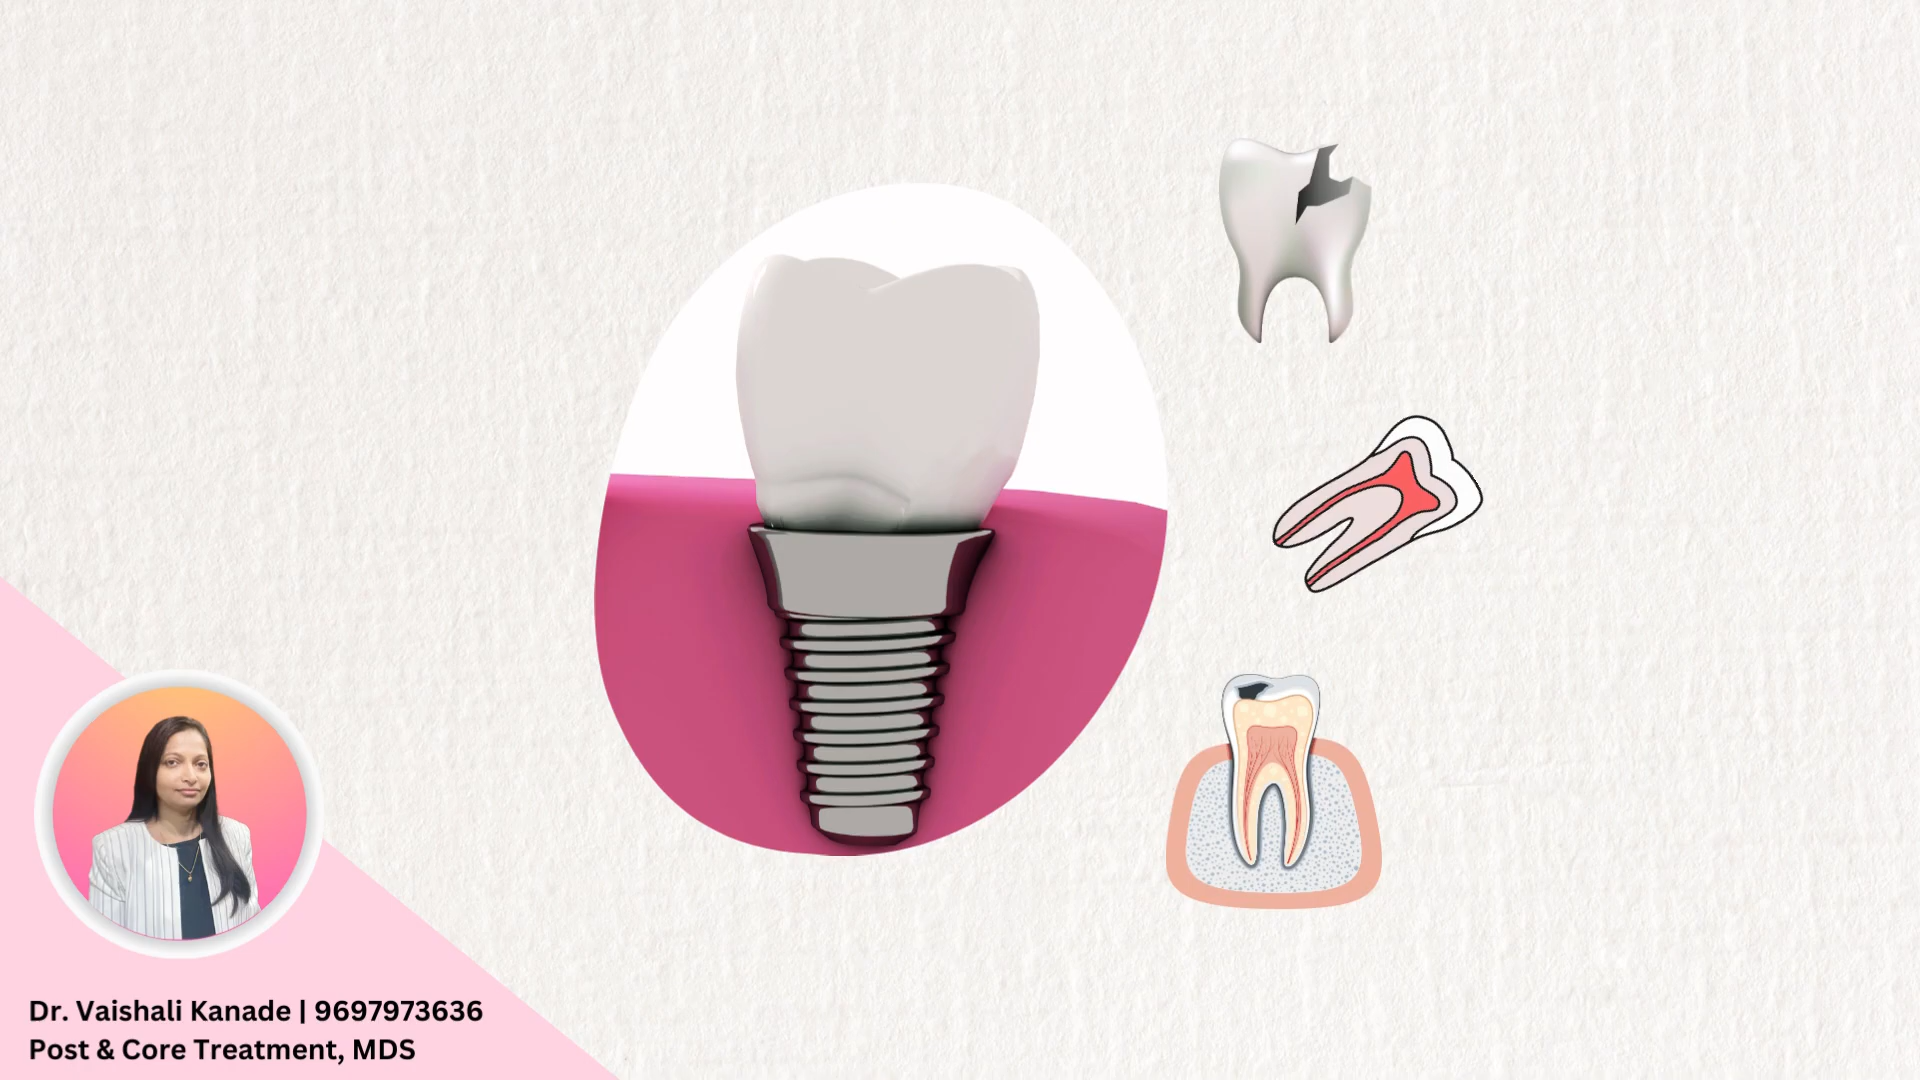 Dr. Vaishali Kanade | 9697973636
Post & Core Treatment, MDS